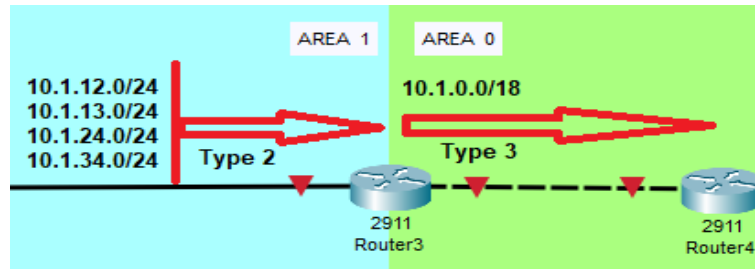 AREA 1
AREA 0
10.1.12.0/24
10.1.13.0/24
10.1.24.0/24
10.1.34.0/24
Type 2
10.1.0.0/18
Type 3
2911
Router3
2911
Router4